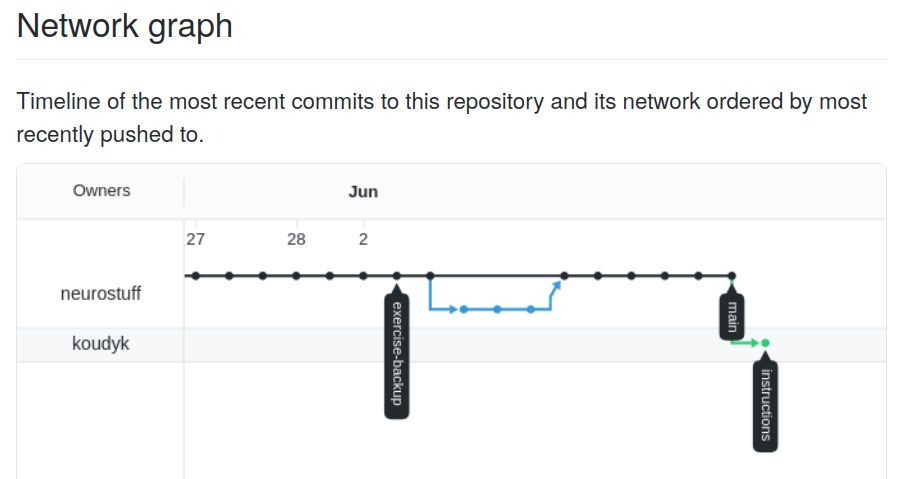 Network graph
Timeline of the most recent commits to this repository and its network ordered by most
recently pushed to.
Owners
Jun
27
28
2
neurostuff
koudyk
exercise-backup
main
instructions